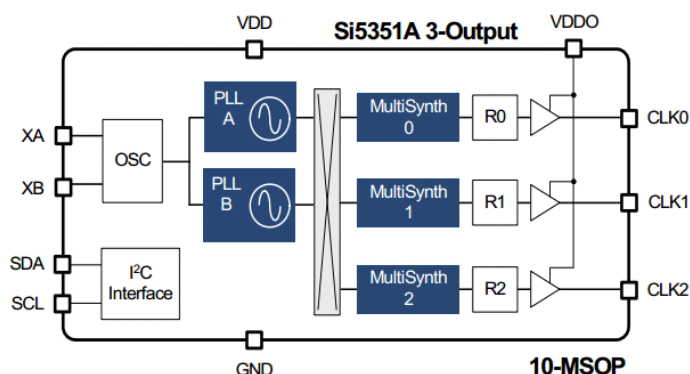 VDD
Si5351A 3-Output
VDDO
XA
XB
OSC
PLL
A
PLL
B
MultiSynth
0
R0
CLK0
MultiSynth
1
R1
CLK1
MultiSynth
2
R2
CLK2
SDA
SCL
I²C
Interface
GND
10-MSOP